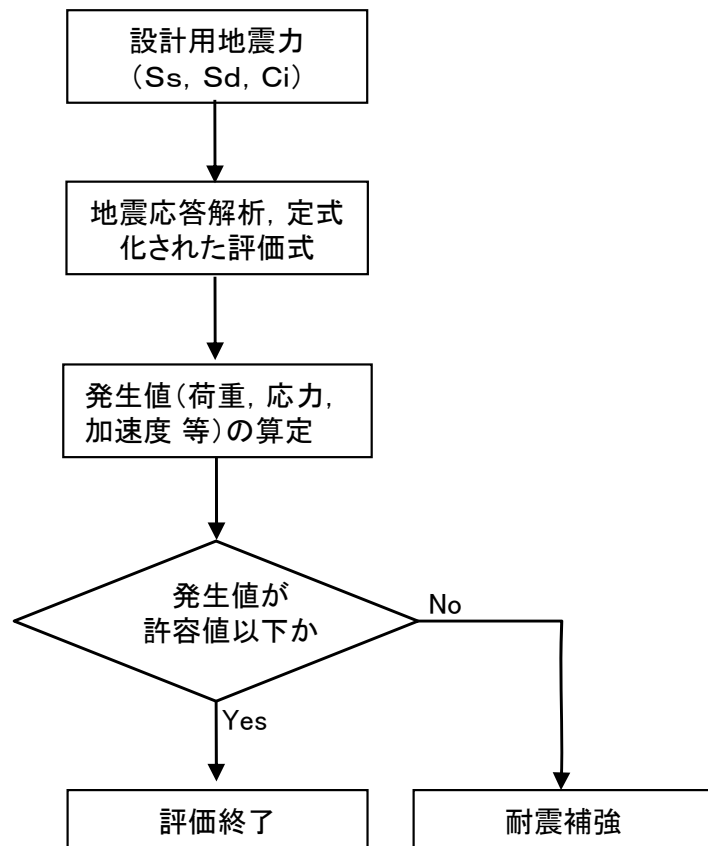 設計用地震力
（Ss，Sd，Ci）
地震応答解析，定式
化された評価式
発生値（荷重，応力，
加速度 等）の算定
発生値が
許容値以下か
No
Yes
評価終了
耐震補強